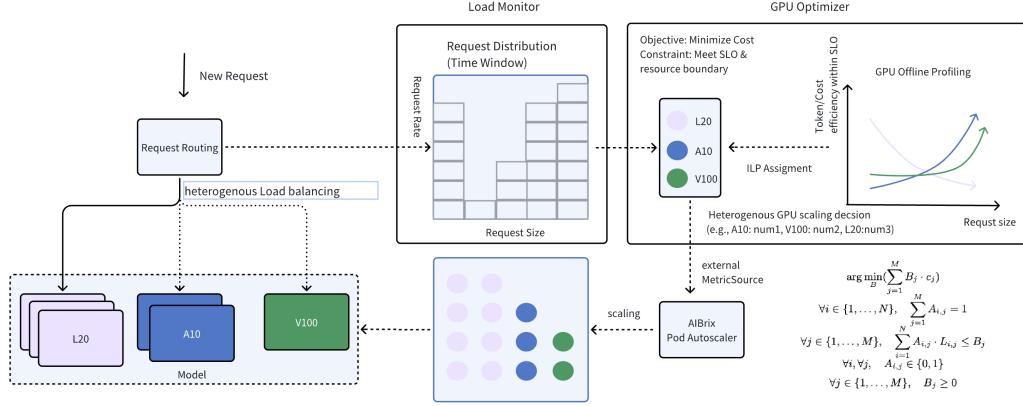 Load Monitor
GPU Optimizer
New Request
Request Routing
heterogenous Load balancing
Request Distribution
(Time Window)
Request Rate
Request Size
Objective: Minimize Cost
Constraint: Meet SLO &
resource boundary
L20
A10
V100
ILP Assigment
GPU Offline Profiling
Token/Cost
efficiency within SLO
Requst size
Heterogenous GPU scaling decsion
(e.g., A10: num1, V100: num2, L20:num3)
external
MetricSource
AIBrix
Pod Autoscaler
scaling
L20
A10
V100
Model
arg min_B (∑_{j=1}^{M} B_j · c_j)
∀i ∈ {1, . . . , N}, ∑_{j=1}^{M} A_{i,j} = 1
∀j ∈ {1, . . . , M}, ∑_{i=1}^{N} A_{i,j} · L_{i,j} ≤ B_j
∀i, ∀j, A_{i,j} ∈ {0, 1}
∀j ∈ {1, . . . , M}, B_j ≥ 0